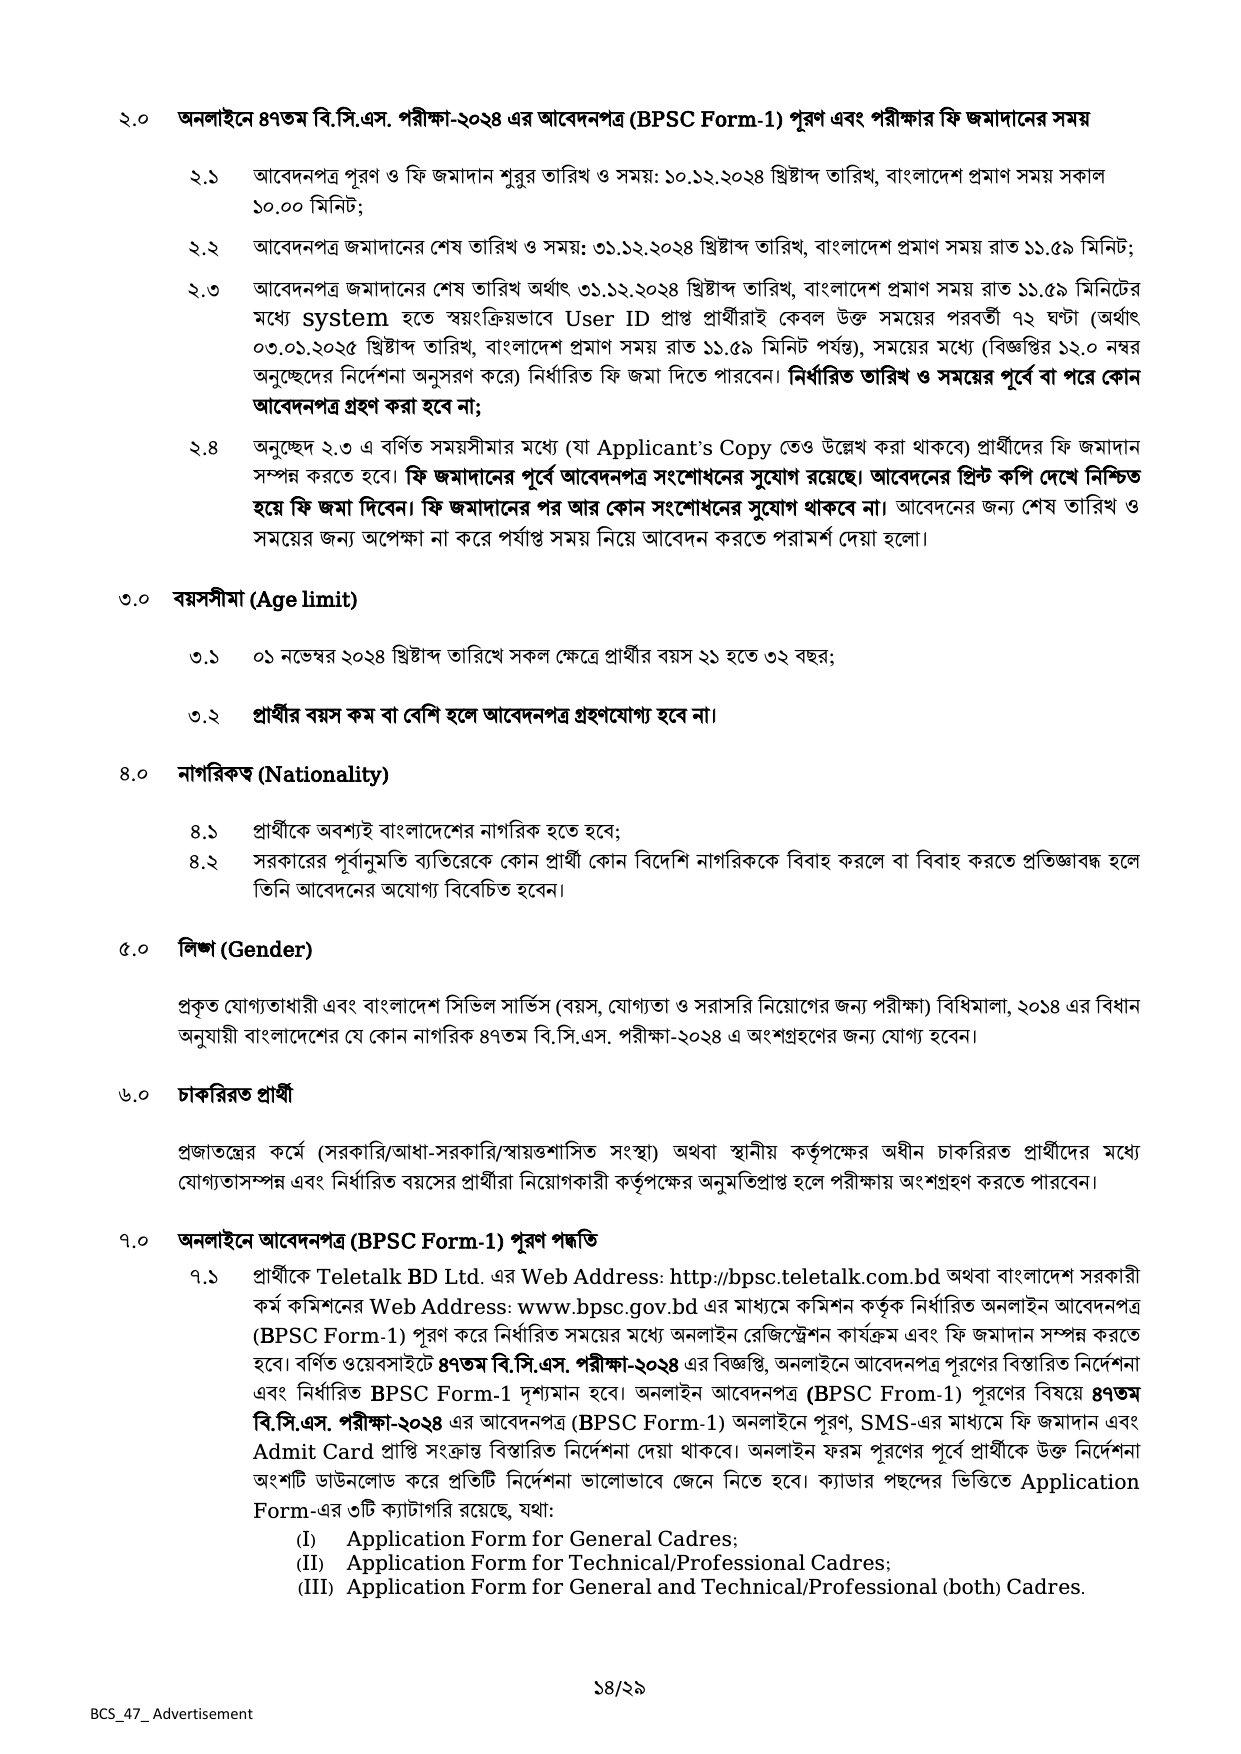 ২.০ অনলাইনে ৪৭তম বি.সি.এস. পরীক্ষা-২০২৪ এর আবেদনপত্র (BPSC Form-1) পূরণ এবং পরীক্ষার ফি জমাদানের সময়
২.১ আবেদনপত্র পূরণ ও ফি জমাদান শুরুর তারিখ ও সময়: ১০.১২.২০২৪ খ্রিষ্টাব্দ তারিখ, বাংলাদেশ প্রমাণ সময় সকাল
১০.০০ মিনিট;
২.২ আবেদনপত্র জমাদানের শেষ তারিখ ও সময়: ৩১.১২.২০২৪ খ্রিষ্টাব্দ তারিখ, বাংলাদেশ প্রমাণ সময় রাত ১১.৫৯ মিনিট;
২.৩ আবেদনপত্র জমাদানের শেষ তারিখ অর্থাৎ ৩১.১২.২০২৪ খ্রিষ্টাব্দ তারিখ, বাংলাদেশ প্রমাণ সময় রাত ১১.৫৯ মিনিটের
মধ্যে system হতে স্বয়ংক্রিয়ভাবে User ID প্রাপ্ত প্রার্থীরাই কেবল উক্ত সময়ের পরবর্তী ৭২ ঘণ্টা (অর্থাৎ
০৩.০১.২০২৫ খ্রিষ্টাব্দ তারিখ, বাংলাদেশ প্রমাণ সময় রাত ১১.৫৯ মিনিট পর্যন্ত), সময়ের মধ্যে (বিজ্ঞপ্তির ১২.০ নম্বর
অনুচ্ছেদের নির্দেশনা অনুসরণ করে) নির্ধারিত ফি জমা দিতে পারবেন। নির্ধারিত তারিখ ও সময়ের পূর্বে বা পরে কোন
আবেদনপত্র গ্রহণ করা হবে না;
২.৪ অনুচ্ছেদ ২.৩ এ বর্ণিত সময়সীমার মধ্যে (যা Applicant’s Copy তেও উল্লেখ করা থাকবে) প্রার্থীদের ফি জমাদান
সম্পন্ন করতে হবে। ফি জমাদানের পূর্বে আবেদনপত্র সংশোধনের সুযোগ রয়েছে। আবেদনের প্রিন্ট কপি দেখে নিশ্চিত
হয়ে ফি জমা দিবেন। ফি জমাদানের পর আর কোন সংশোধনের সুযোগ থাকবে না। আবেদনের জন্য শেষ তারিখ ও
সময়ের জন্য অপেক্ষা না করে পর্যাপ্ত সময় নিয়ে আবেদন করতে পরামর্শ দেয়া হলো।
৩.০ বয়সসীমা (Age limit)
৩.১ ০১ নভেম্বর ২০২৪ খ্রিষ্টাব্দ তারিখে সকল ক্ষেত্রে প্রার্থীর বয়স ২১ হতে ৩২ বছর;
৩.২ প্রার্থীর বয়স কম বা বেশি হলে আবেদনপত্র গ্রহণযোগ্য হবে না।
৪.০ নাগরিকত্ব (Nationality)
৪.১ প্রার্থীকে অবশ্যই বাংলাদেশের নাগরিক হতে হবে;
৪.২ সরকারের পূর্বানুমতি ব্যতিরেকে কোন প্রার্থী কোন বিদেশি নাগরিককে বিবাহ করলে বা বিবাহ করতে প্রতিজ্ঞাবদ্ধ হলে
তিনি আবেদনের অযোগ্য বিবেচিত হবেন।
৫.০ লিঙ্গ (Gender)
প্রকৃত যোগ্যতাধারী এবং বাংলাদেশ সিভিল সার্ভিস (বয়স, যোগ্যতা ও সরাসরি নিয়োগের জন্য পরীক্ষা) বিধিমালা, ২০১৪ এর বিধান
অনুযায়ী বাংলাদেশের যে কোন নাগরিক ৪৭তম বি.সি.এস. পরীক্ষা-২০২৪ এ অংশগ্রহণের জন্য যোগ্য হবেন।
৬.০ চাকরিরত প্রার্থী
প্রজাতন্ত্রের কর্মে (সরকারি/আধা-সরকারি/স্বায়ত্তশাসিত সংস্থা) অথবা স্থানীয় কর্তৃপক্ষের অধীন চাকরিরত প্রার্থীদের মধ্যে
যোগ্যতাসম্পন্ন এবং নির্ধারিত বয়সের প্রার্থীরা নিয়োগকারী কর্তৃপক্ষের অনুমতিপ্রাপ্ত হলে পরীক্ষায় অংশগ্রহণ করতে পারবেন।
৭.০ অনলাইনে আবেদনপত্র (BPSC Form-1) পূরণ পদ্ধতি
৭.১ প্রার্থীকে Teletalk BD Ltd. এর Web Address: http://bpsc.teletalk.com.bd অথবা বাংলাদেশ সরকারী
কর্ম কমিশনের Web Address: www.bpsc.gov.bd এর মাধ্যমে কমিশন কর্তৃক নির্ধারিত অনলাইন আবেদনপত্র
(BPSC Form-1) পূরণ করে নির্ধারিত সময়ের মধ্যে অনলাইন রেজিস্ট্রেশন কার্যক্রম এবং ফি জমাদান সম্পন্ন করতে
হবে। বর্ণিত ওয়েবসাইটে ৪৭তম বি.সি.এস. পরীক্ষা-২০২৪ এর বিজ্ঞপ্তি, অনলাইনে আবেদনপত্র পূরণের বিস্তারিত নির্দেশনা
এবং নির্ধারিত BPSC Form-1 দৃশ্যমান হবে। অনলাইন আবেদনপত্র (BPSC From-1) পূরণের বিষয়ে ৪৭তম
বি.সি.এস. পরীক্ষা-২০২৪ এর আবেদনপত্র (BPSC Form-1) অনলাইনে পূরণ, SMS-এর মাধ্যমে ফি জমাদান এবং
Admit Card প্রাপ্তি সংক্রান্ত বিস্তারিত নির্দেশনা দেয়া থাকবে। অনলাইন ফরম পূরণের পূর্বে প্রার্থীকে উক্ত নির্দেশনা
অংশটি ডাউনলোড করে প্রতিটি নির্দেশনা ভালোভাবে জেনে নিতে হবে। ক্যাডার পছন্দের ভিত্তিতে Application
Form-এর ৩টি ক্যাটাগরি রয়েছে, যথা:
(I) Application Form for General Cadres;
(II) Application Form for Technical/Professional Cadres;
(III) Application Form for General and Technical/Professional (both) Cadres.
১৪/২৯
BCS_47_ Advertisement